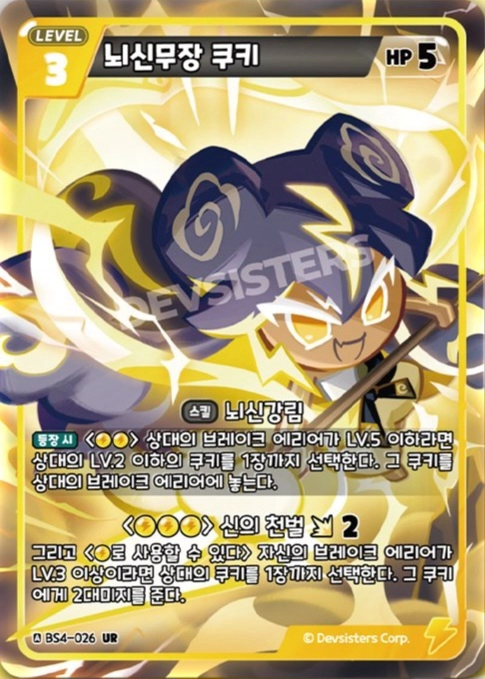 LEVEL
3
뇌신무장 쿠키
HP 5
DEVSISTERS
스킬 뇌신강림
등장 시 <⚡⚡> 상대의 브레이크 에리어가 LV.5 이하라면
상대의 LV.2 이하의 쿠키를 1장까지 선택한다. 그 쿠키를
상대의 브레이크 에리어에 놓는다.
<⚡⚡⚡> 신의 천벌 2
그리고 <⚡로 사용할 수 있다> 자신의 브레이크 에리어가
LV.3 이상이라면 상대의 쿠키를 1장까지 선택한다. 그 쿠키
에게 2대미지를 준다.
A BS4-026 UR
© Devsisters Corp.